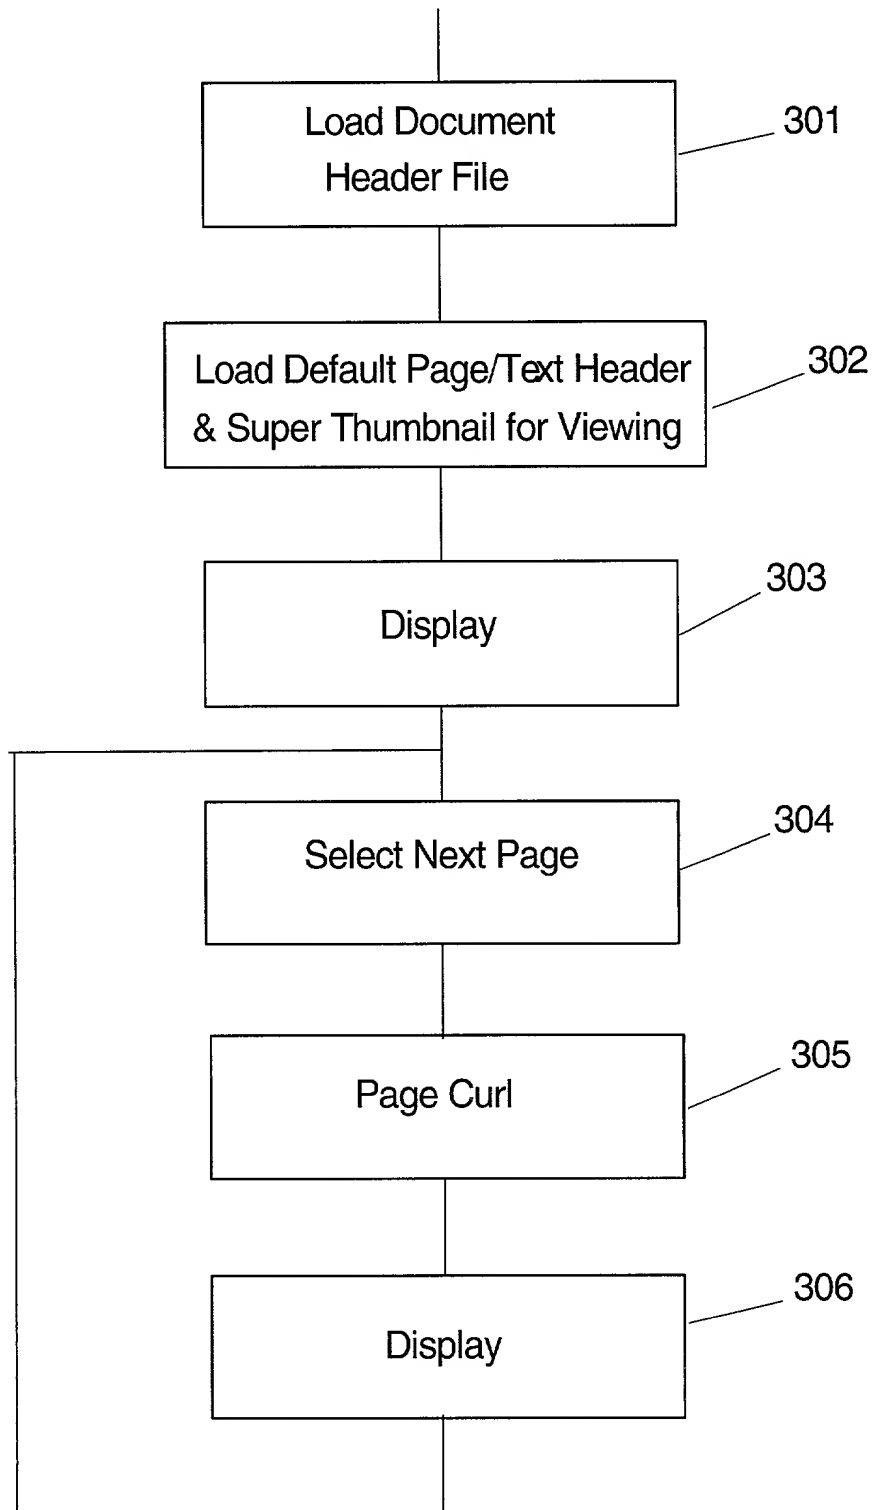 Load Document
Header File
301
Load Default Page/Text Header
& Super Thumbnail for Viewing
302
Display
303
Select Next Page
304
Page Curl
305
Display
306